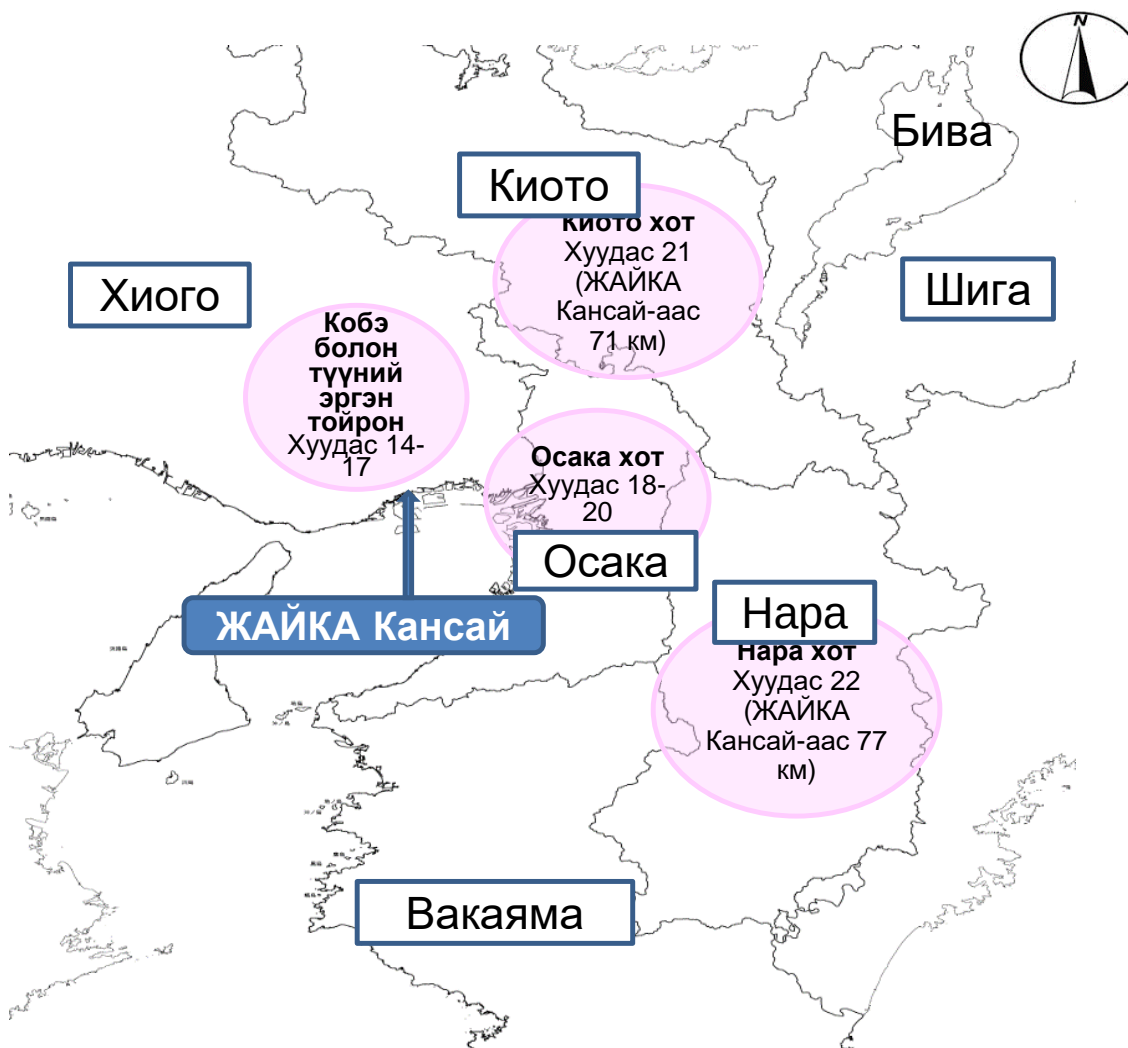 N
Бива
Киото
Киото хот
Хуудас 21
(ЖАЙКА
Кансай-аас
71 км)
Хиого
Шига
Кобэ
болон
түүний
эргэн
тойрон
Хуудас 14-
17
Осака хот
Хуудас 18-
20
Осака
ЖАЙКА Кансай
Нара
Нара хот
Хуудас 22
(ЖАЙКА
Кансай-аас 77
км)
Вакаяма